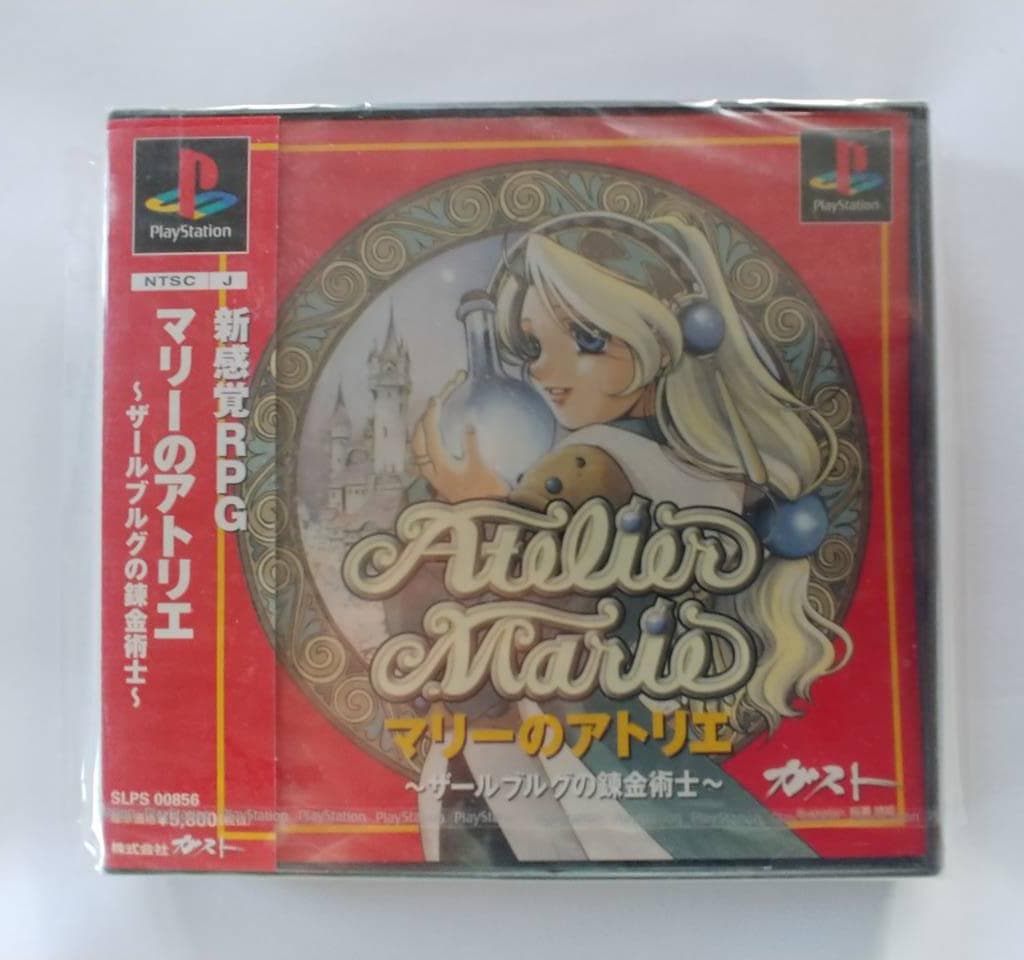 PlayStation
NTSC J
新感覚RPG
マリーのアトリエ
～ザールブルグの錬金術士～
SLPS 00856
¥5,800
株式会社ガスト
PlayStation
Atelier
Marie
マリーのアトリエ
～ザールブルグの錬金術士～
ガスト
PlayStation PlayStation PlayStation